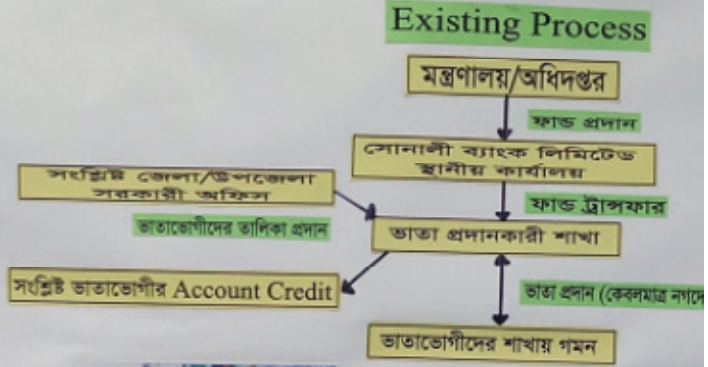 Existing Process
মন্ত্রণালয়/অধিদপ্তর
ফান্ড প্রদান
সোনালী ব্যাংক লিমিটেড
স্থানীয় কার্যালয়
সংশ্লিষ্ট জেলা/উপজেলা
সরকারী অফিস
ফান্ড ট্রান্সফার
ভাতাভোগীদের তালিকা প্রদান
ভাতা প্রদানকারী শাখা
সংশ্লিষ্ট ভাতাভোগীর Account Credit
ভাতা প্রদান (কেবলমাত্র নগদে
ভাতাভোগীদের শাখায় গমন